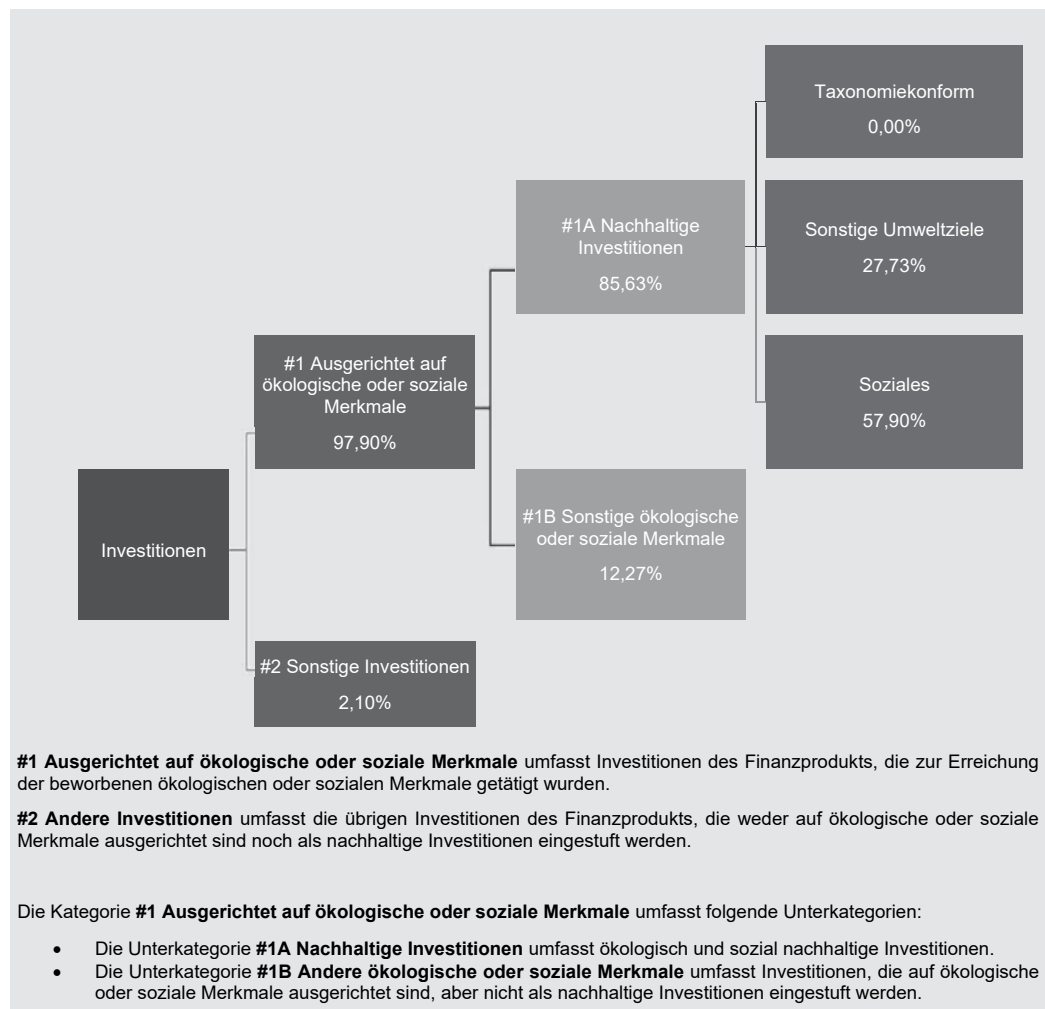 Taxonomiekonform
0,00%
#1A Nachhaltige
Investitionen
85,63%
Sonstige Umweltziele
27,73%
#1 Ausgerichtet auf
ökologische oder soziale
Merkmale
97,90%
Soziales
57,90%
Investitionen
#1B Sonstige ökologische
oder soziale Merkmale
12,27%
#2 Sonstige Investitionen
2,10%
#1 Ausgerichtet auf ökologische oder soziale Merkmale umfasst Investitionen des Finanzprodukts, die zur Erreichung
der beworbenen ökologischen oder sozialen Merkmale getätigt wurden.
#2 Andere Investitionen umfasst die übrigen Investitionen des Finanzprodukts, die weder auf ökologische oder soziale
Merkmale ausgerichtet sind noch als nachhaltige Investitionen eingestuft werden.
Die Kategorie #1 Ausgerichtet auf ökologische oder soziale Merkmale umfasst folgende Unterkategorien:
• Die Unterkategorie #1A Nachhaltige Investitionen umfasst ökologisch und sozial nachhaltige Investitionen.
• Die Unterkategorie #1B Andere ökologische oder soziale Merkmale umfasst Investitionen, die auf ökologische
oder soziale Merkmale ausgerichtet sind, aber nicht als nachhaltige Investitionen eingestuft werden.